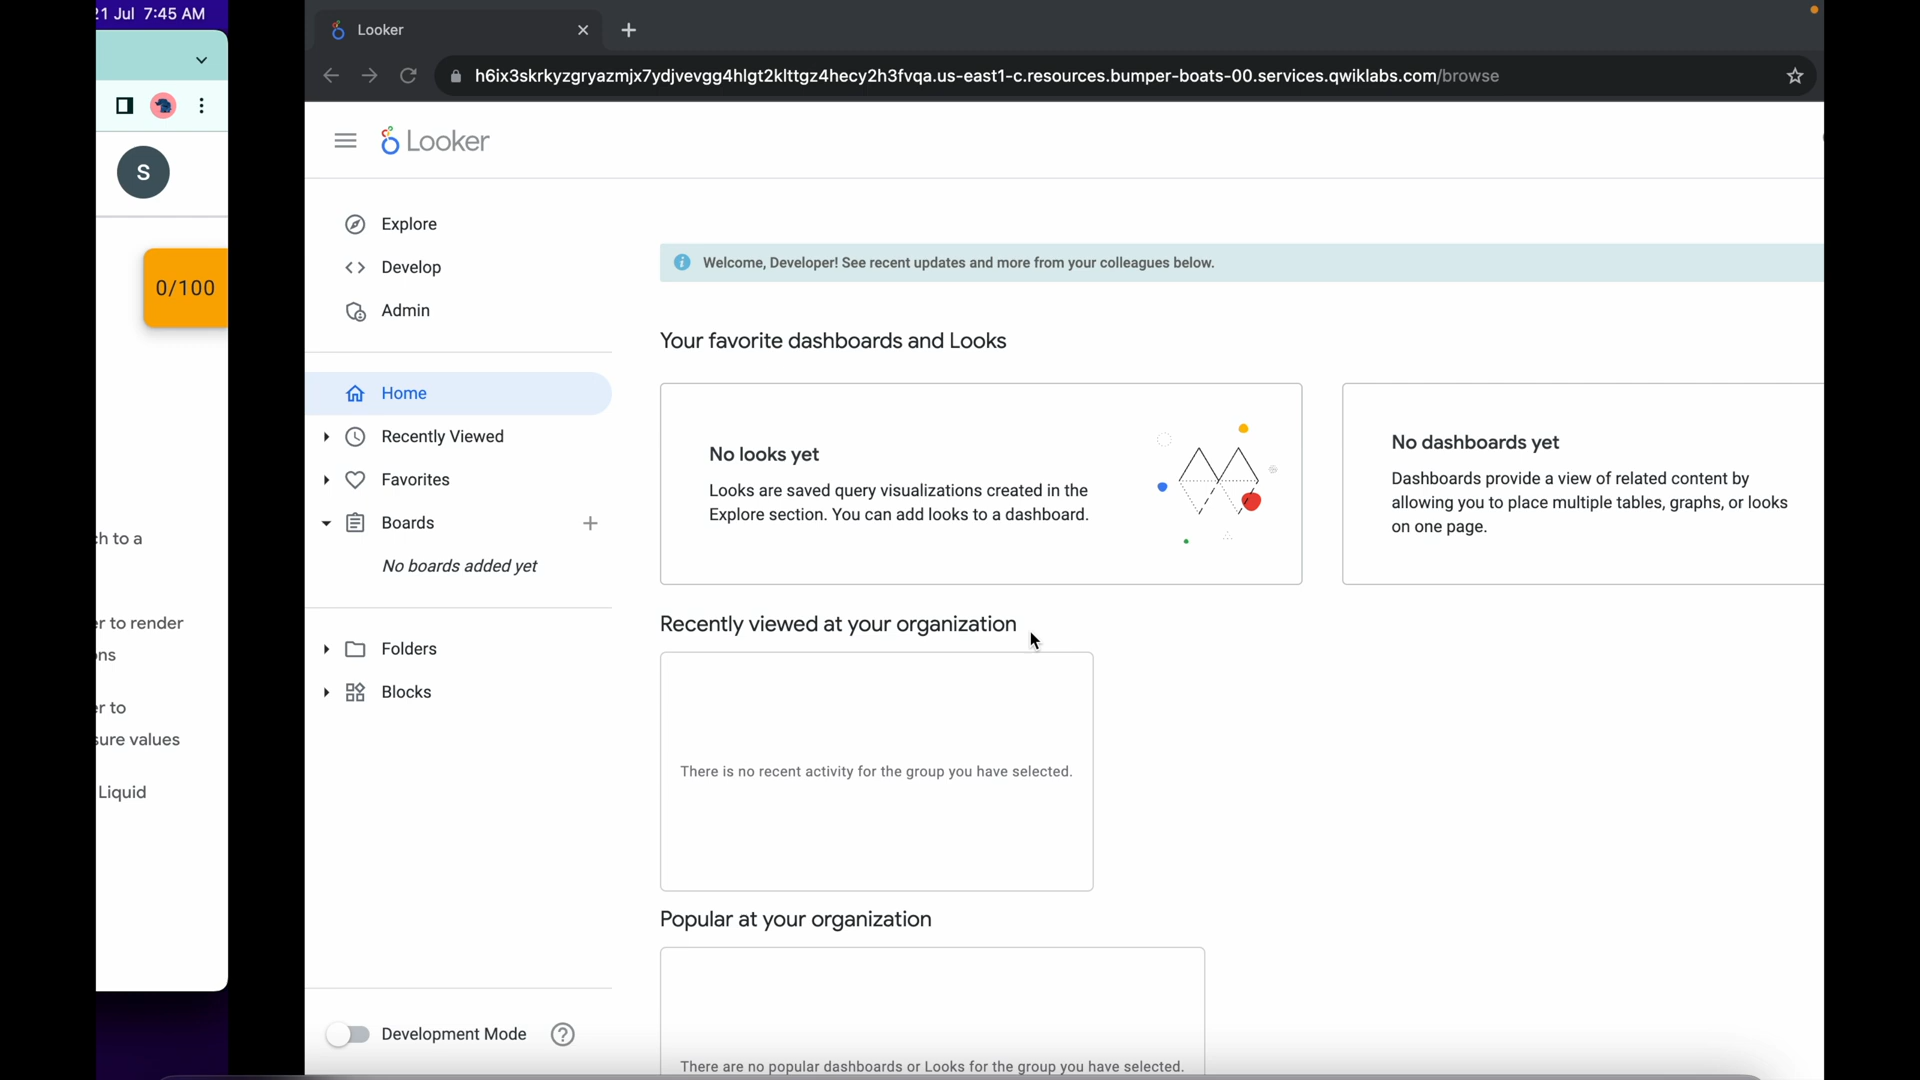 21 Jul 7:45 AM
S
0/100
ch to a
er to render
ons
er to
sure values
Liquid
Looker
h6ix3skrkyzgryazmjx7ydjvevgg4hlgt2klttgz4hecy2h3fvqa.us-east1-c.resources.bumper-boats-00.services.qwiklabs.com/browse
Looker
Explore
Develop
Admin
Home
Recently Viewed
Favorites
Boards
No boards added yet
Folders
Blocks
Development Mode
Welcome, Developer! See recent updates and more from your colleagues below.
Your favorite dashboards and Looks
No looks yet
Looks are saved query visualizations created in the
Explore section. You can add looks to a dashboard.
No dashboards yet
Dashboards provide a view of related content by
allowing you to place multiple tables, graphs, or looks
on one page.
Recently viewed at your organization
There is no recent activity for the group you have selected.
Popular at your organization
There are no popular dashboards or Looks for the group you have selected.